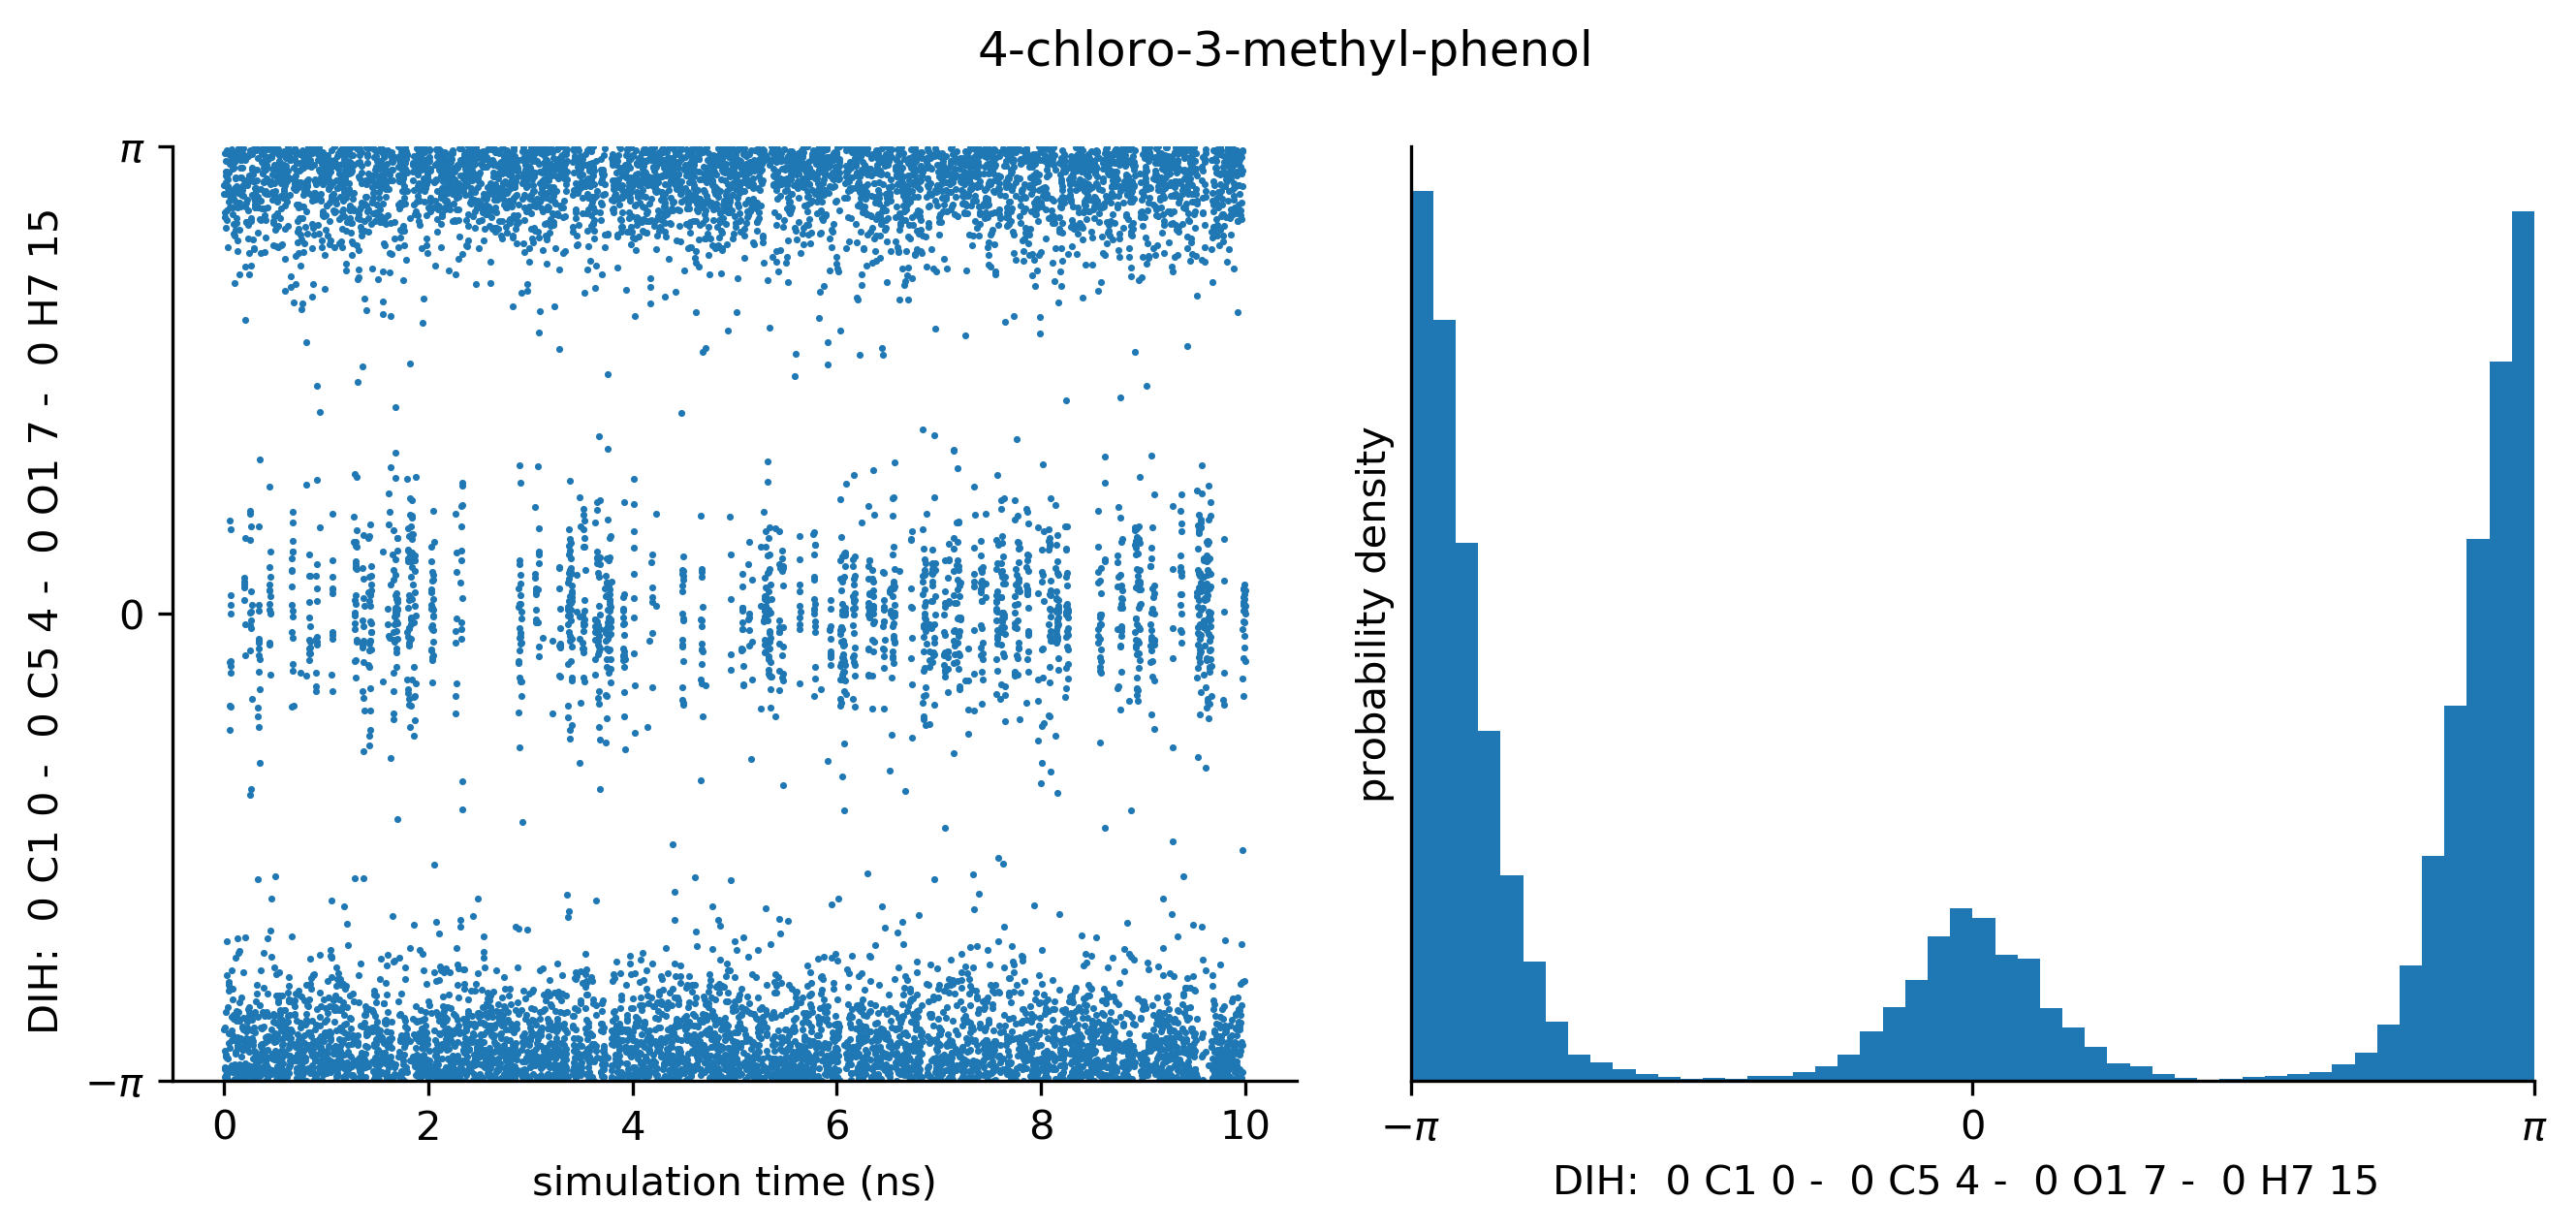 4-chloro-3-methyl-phenol
DIH:  0 C1 0 -  0 C5 4 -  0 O1 7 -  0 H7 15
π
0
−π
0 2 4 6 8 10
simulation time (ns)
probability density
−π 0 π
DIH:  0 C1 0 -  0 C5 4 -  0 O1 7 -  0 H7 15